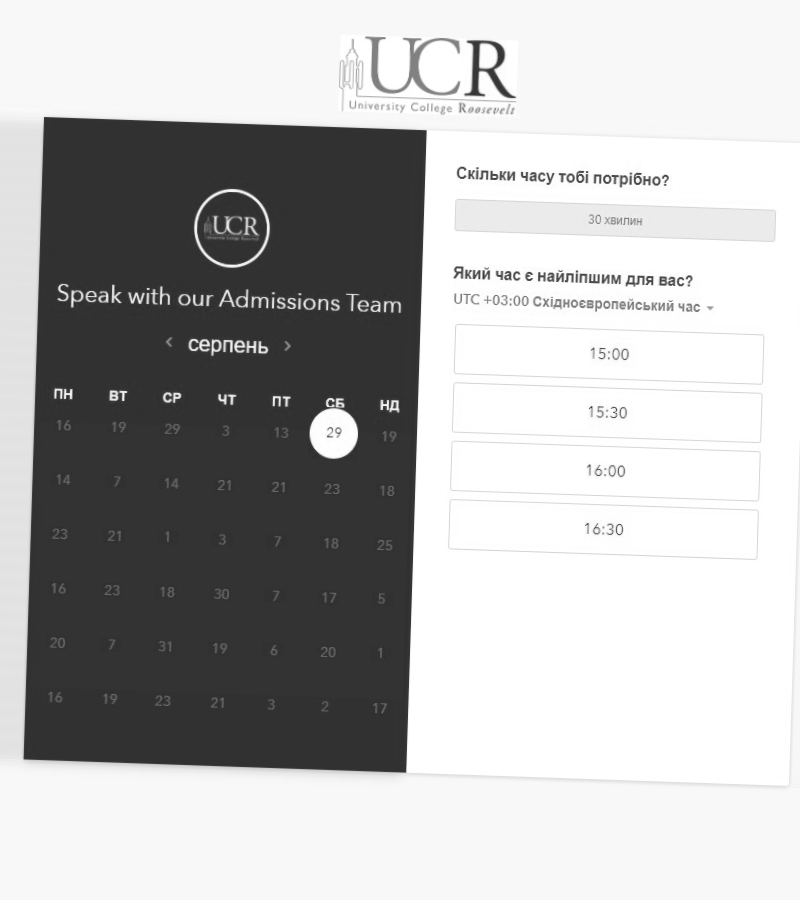 UCR
University College Roosevelt
UCR
University College Roosevelt
Speak with our Admissions Team
серпень
ПН ВТ СР ЧТ ПТ СБ НД
16 19 29 3 13 29 19
14 7 14 21 21 23 18
23 21 1 3 7 18 25
16 23 18 30 7 17 5
20 7 31 19 6 20 1
16 19 23 21 3 2 17
Скільки часу тобі потрібно?
30 хвилин
Який час є найліпшим для вас?
UTC +03:00 Східноєвропейський час
15:00
15:30
16:00
16:30